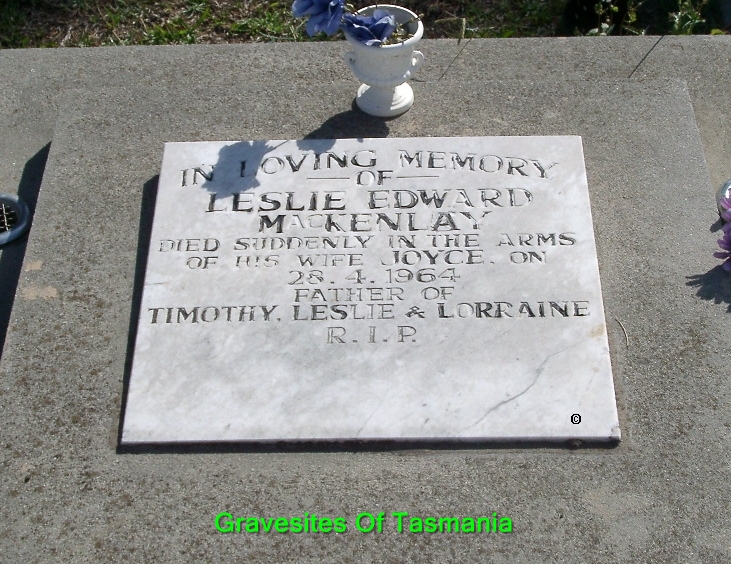 IN LOVING MEMORY
OF
LESLIE EDWARD
MACKENLAY
DIED SUDDENLY IN THE ARMS
OF HIS WIFE JOYCE. ON
28.4.1964
FATHER OF
TIMOTHY, LESLIE & LORRAINE
R.I.P.
©
Gravesites Of Tasmania